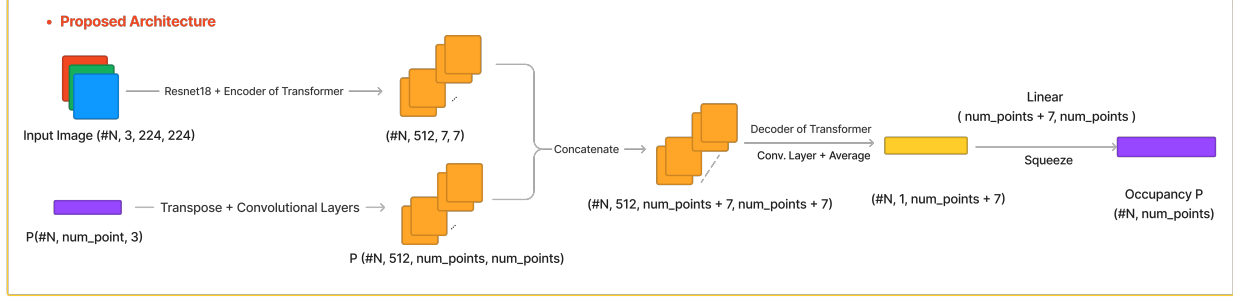 • Proposed Architecture
Resnet18 + Encoder of Transformer
Input Image (#N, 3, 224, 224)
(#N, 512, 7, 7)
Transpose + Convolutional Layers
P(#N, num_point, 3)
P (#N, 512, num_points, num_points)
Concatenate
(#N, 512, num_points + 7, num_points + 7)
Decoder of Transformer
Conv. Layer + Average
(#N, 1, num_points + 7)
Linear
( num_points + 7, num_points )
Squeeze
Occupancy P
(#N, num_points)